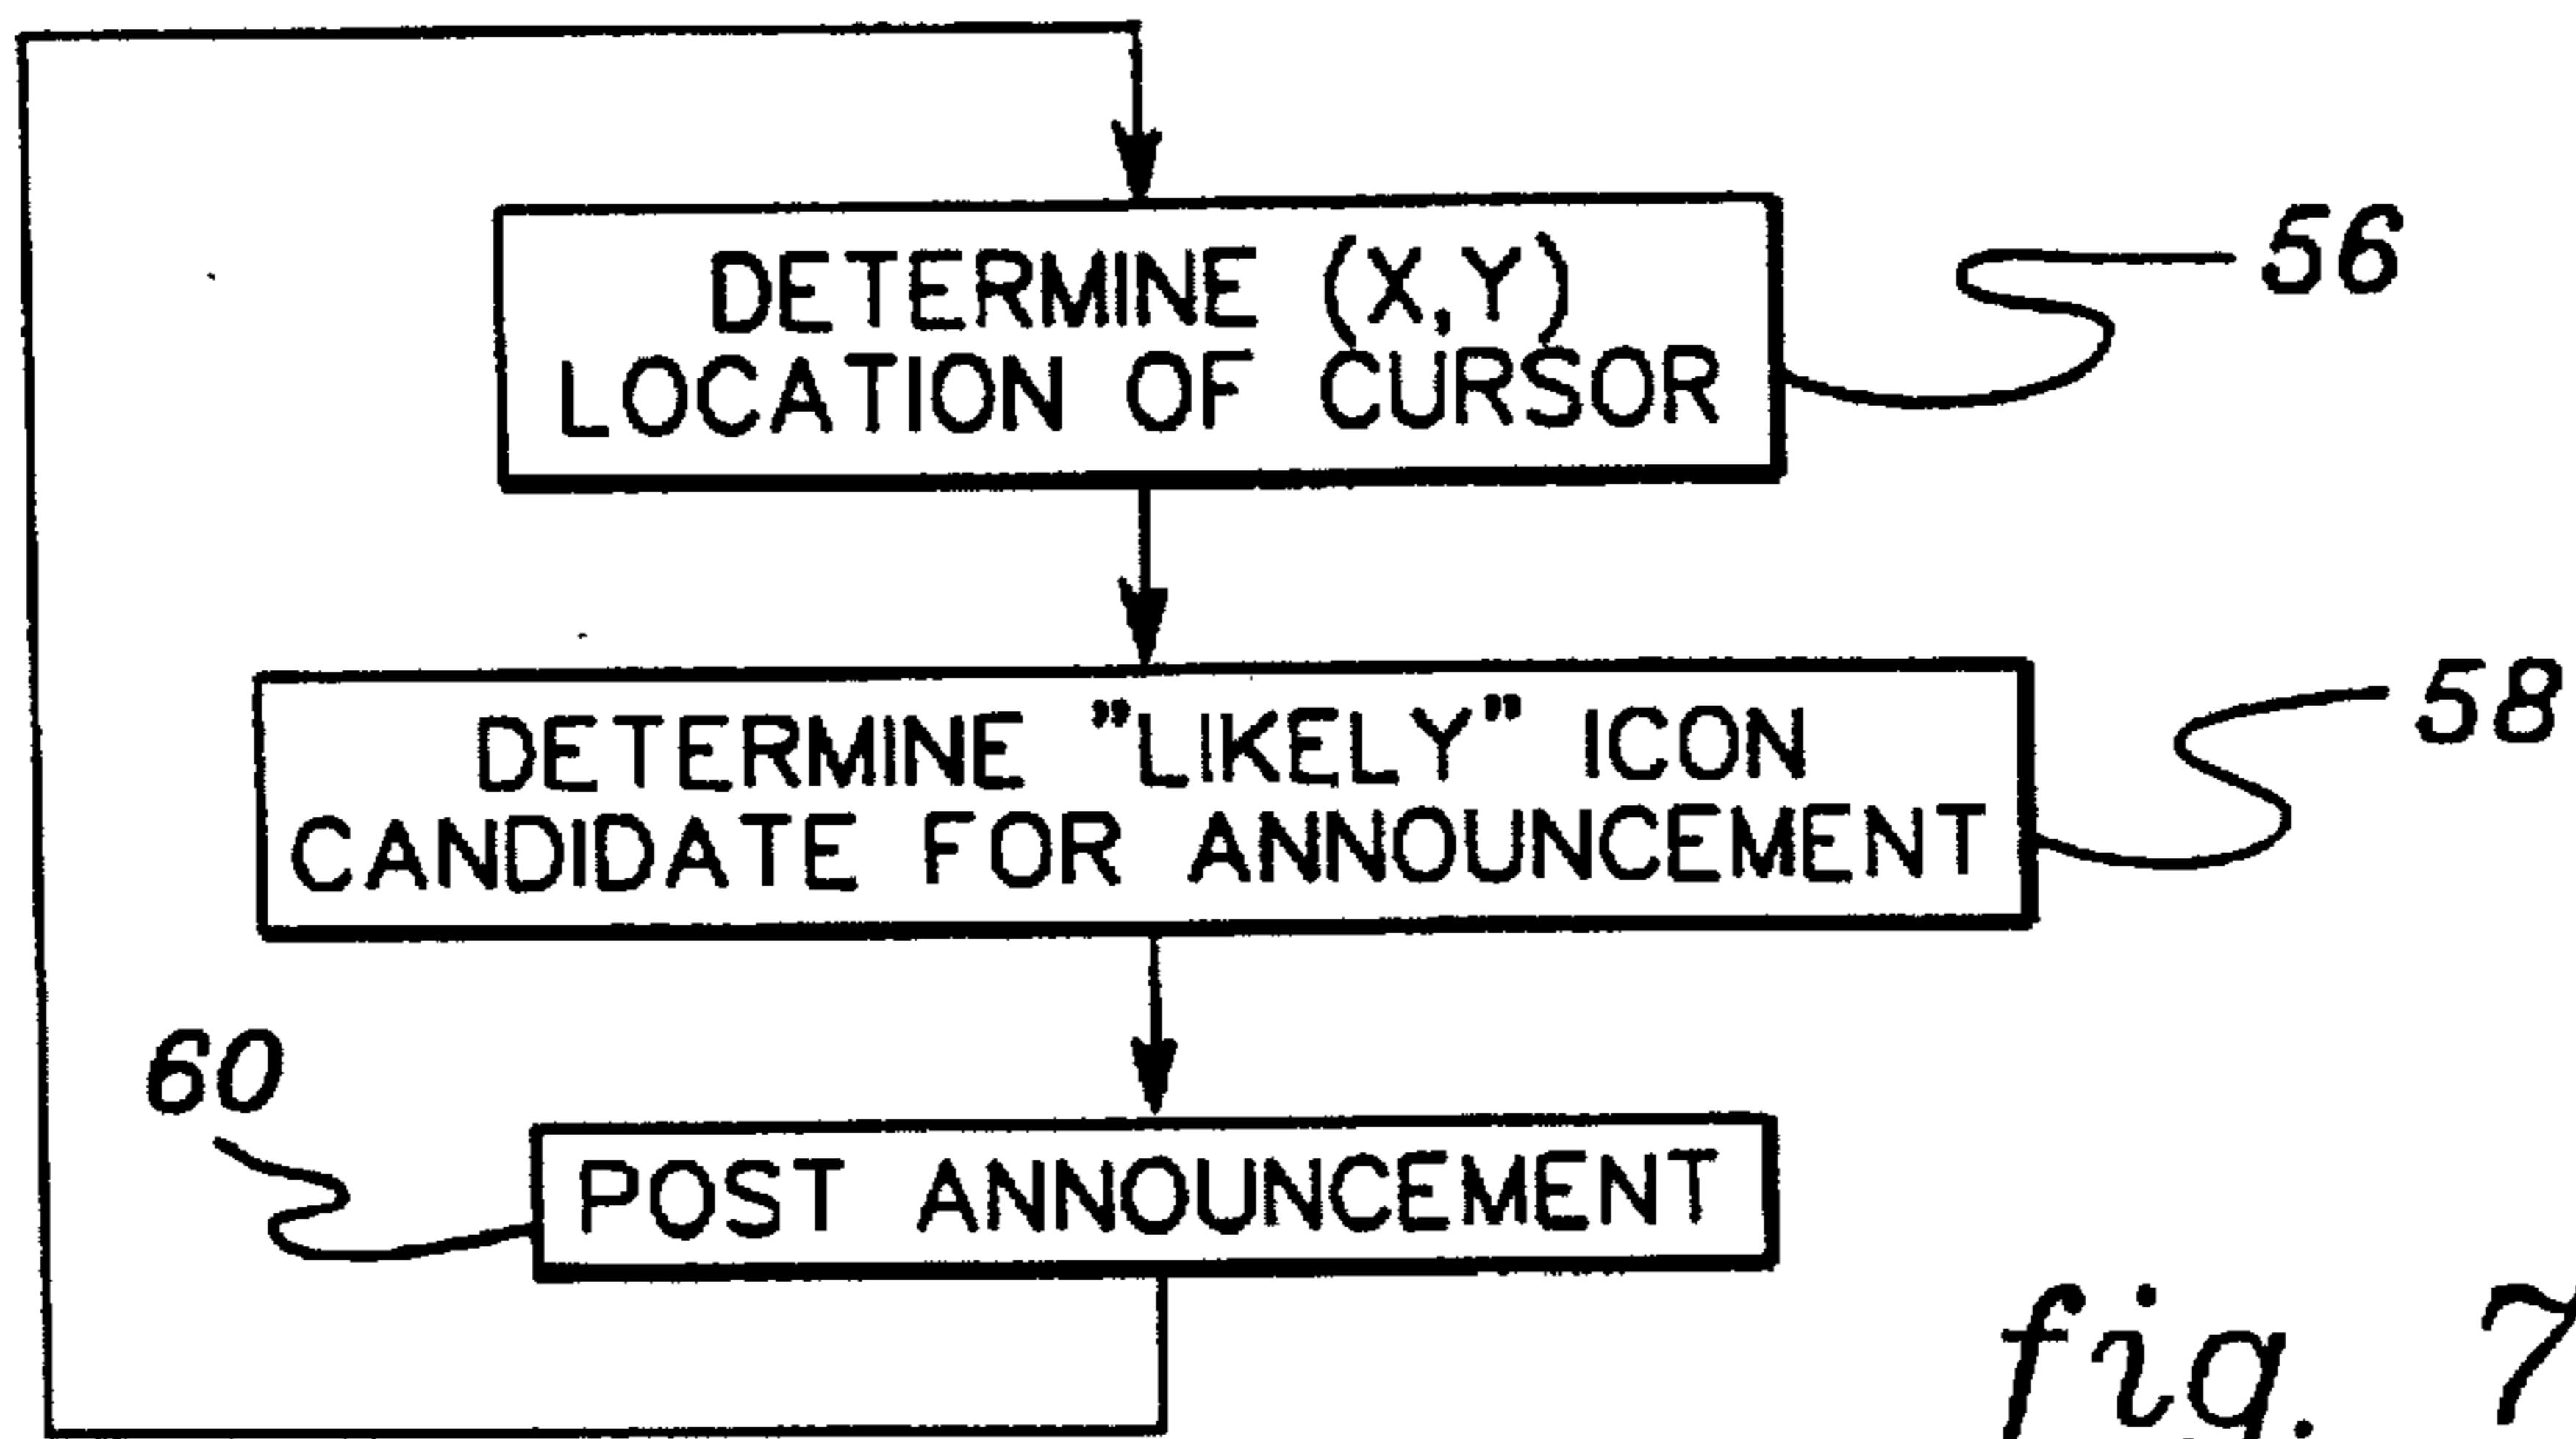 DETERMINE (X,Y)
LOCATION OF CURSOR
56
DETERMINE "LIKELY" ICON
CANDIDATE FOR ANNOUNCEMENT
58
60
POST ANNOUNCEMENT
fig. 7